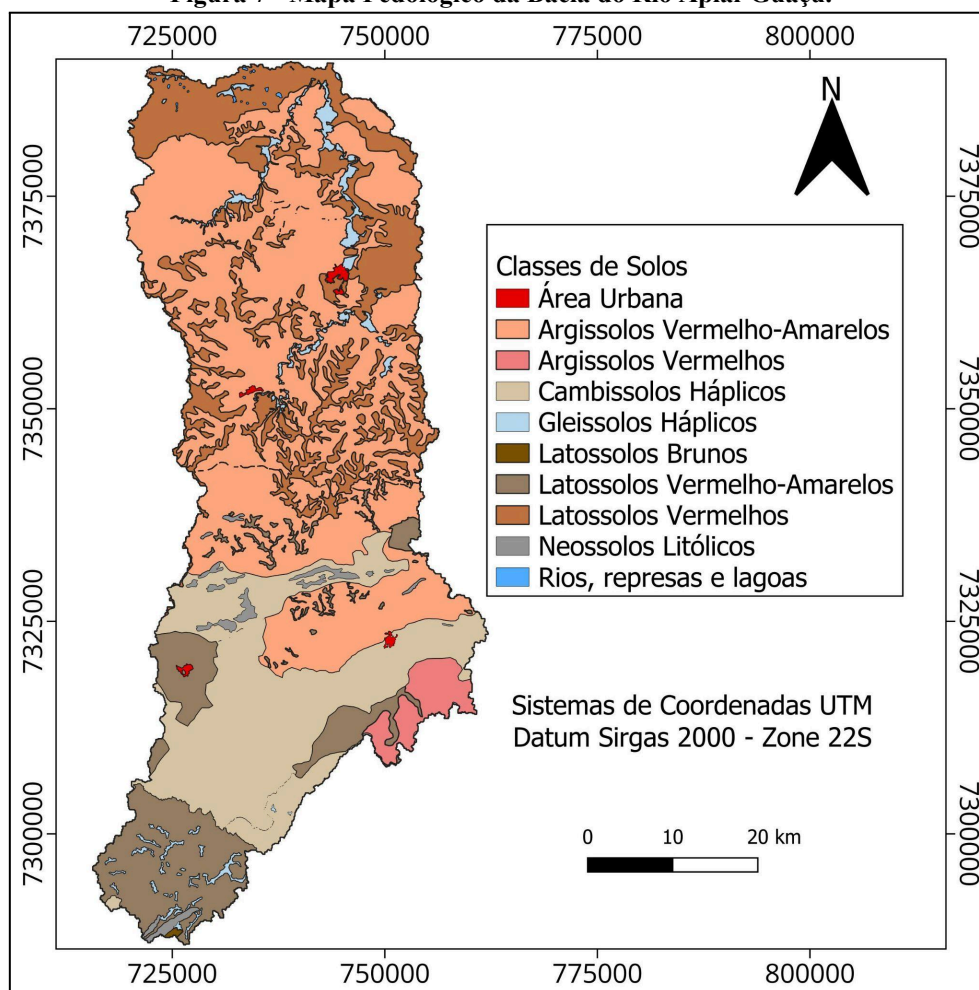 Figura 7 - Mapa Pedológico da Bacia do Rio Apiaí-Guaçu.
725000 750000 775000 800000
N
7375000 7375000
Classes de Solos
Área Urbana
Argissolos Vermelho-Amarelos
Argissolos Vermelhos
Cambissolos Háplicos
Gleissolos Háplicos
Latossolos Brunos
Latossolos Vermelho-Amarelos
Latossolos Vermelhos
Neossolos Litólicos
Rios, represas e lagoas
7350000 7350000
7325000 7325000
Sistemas de Coordenadas UTM
Datum Sirgas 2000 - Zone 22S
7300000 7300000
0 10 20 km
725000 750000 775000 800000